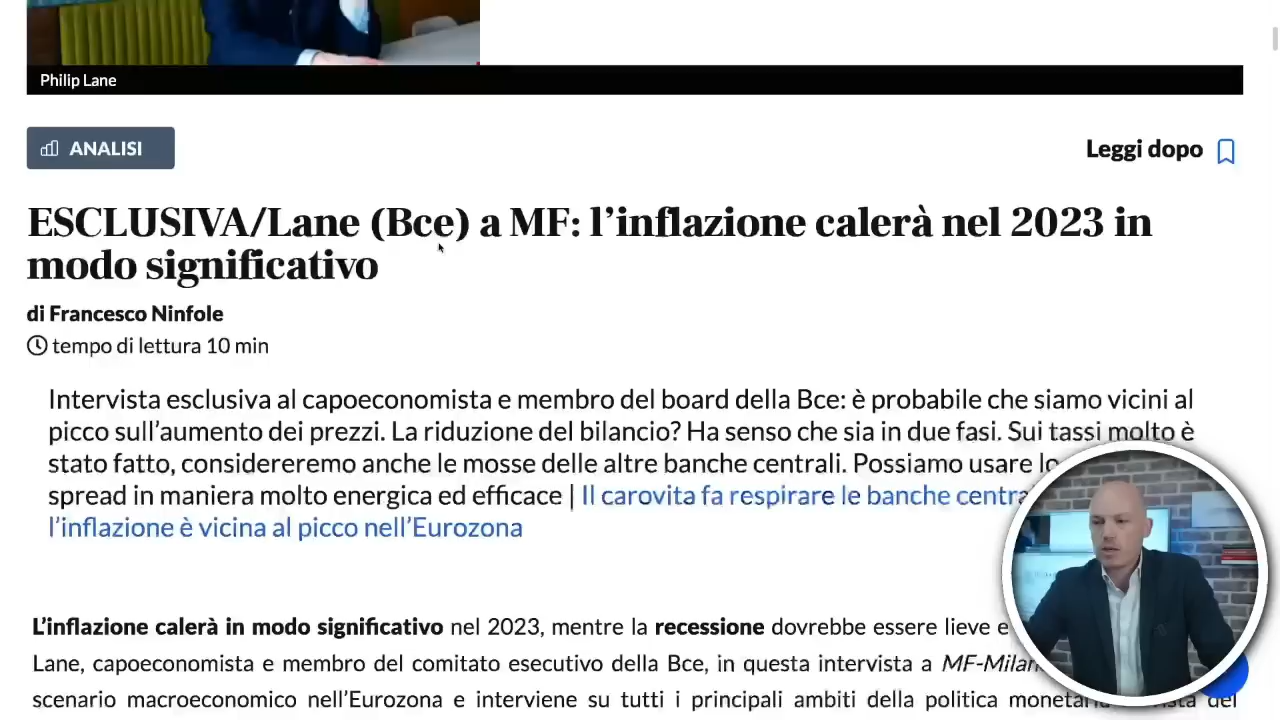 Philip Lane
ANALISI
Leggi dopo
ESCLUSIVA/Lane (Bce) a MF: l’inflazione calerà nel 2023 in
modo significativo
di Francesco Ninfole
tempo di lettura 10 min
Intervista esclusiva al capoeconomista e membro del board della Bce: è probabile che siamo vicini al
picco sull’aumento dei prezzi. La riduzione del bilancio? Ha senso che sia in due fasi. Sui tassi molto è
stato fatto, considereremo anche le mosse delle altre banche centrali. Possiamo usare lo
spread in maniera molto energica ed efficace | Il carovita fa respirare le banche
l’inflazione è vicina al picco nell’Eurozona
L’inflazione calerà in modo significativo nel 2023, mentre la recessione dovrebbe essere lieve e
Lane, capoeconomista e membro del comitato esecutivo della Bce, in questa intervista a
scenario macroeconomico nell’Eurozona e interviene su tutti i principali ambiti della politica del